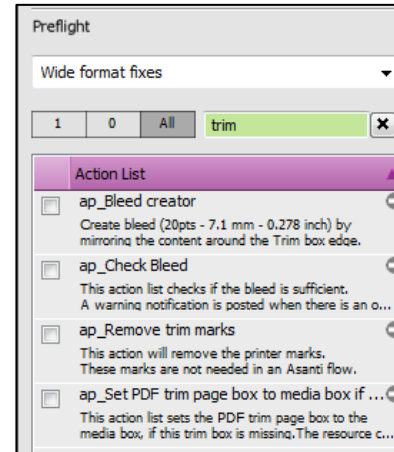 Preflight
Wide format fixes
1 0 All trim
Action List
ap_Bleed creator
Create bleed (20pts - 7.1 mm - 0.278 inch) by
mirroring the content around the Trim box edge.
ap_Check Bleed
This action list checks if the bleed is sufficient.
A warning notification is posted when there is an o...
ap_Remove trim marks
This action will remove the printer marks.
These marks are not needed in an Asanti flow.
ap_Set PDF trim page box to media box if ...
This action list sets the PDF trim page box to the
media box, if this trim box is missing.The resource c...